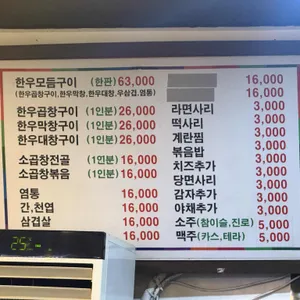 한우모듬구이 (한판) 63,000
(한우곱창구이,한우막창,한우대창,우삼겹,염통)
한우곱창구이 (1인분) 26,000
한우막창구이 (1인분) 26,000
한우대창구이 (1인분) 26,000
소곱창전골 (1인분) 16,000
소곱창볶음 (1인분) 16,000
염통 16,000
간,천엽 16,000
삼겹살 16,000
16,000
16,000
라면사리 3,000
떡사리 3,000
계란찜 3,000
볶음밥 3,000
치즈추가 3,000
당면사리 3,000
감자추가 3,000
야채추가 3,000
소주(참이슬,진로) 5,000
맥주(카스,테라) 5,000
25